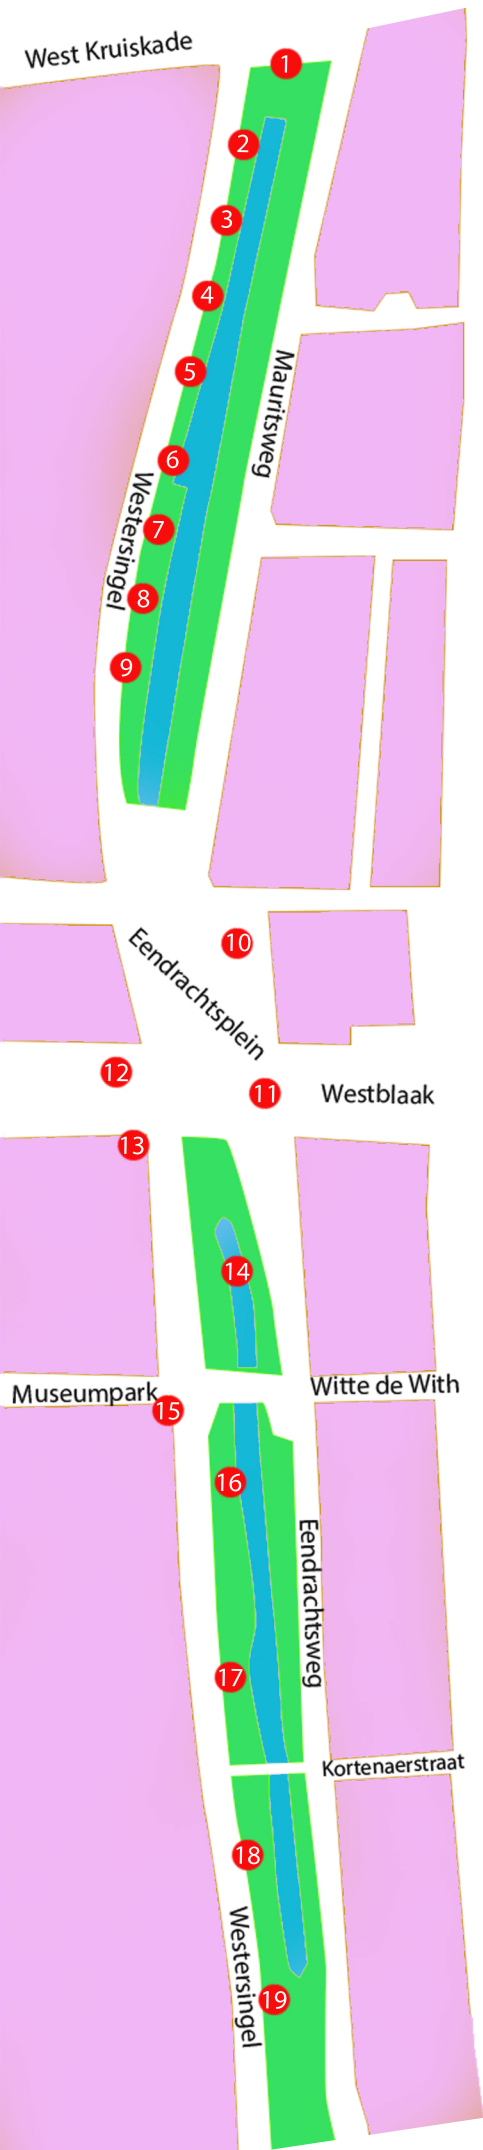 West Kruiskade
1
2
3
4
5
Mauritsweg
6
Westersingel
7
8
9
10
Eendrachtsplein
12
11
Westblaak
13
14
Museumpark
Witte de With
15
16
Eendrachtsweg
17
Kortenaerstraat
18
Westersingel
19